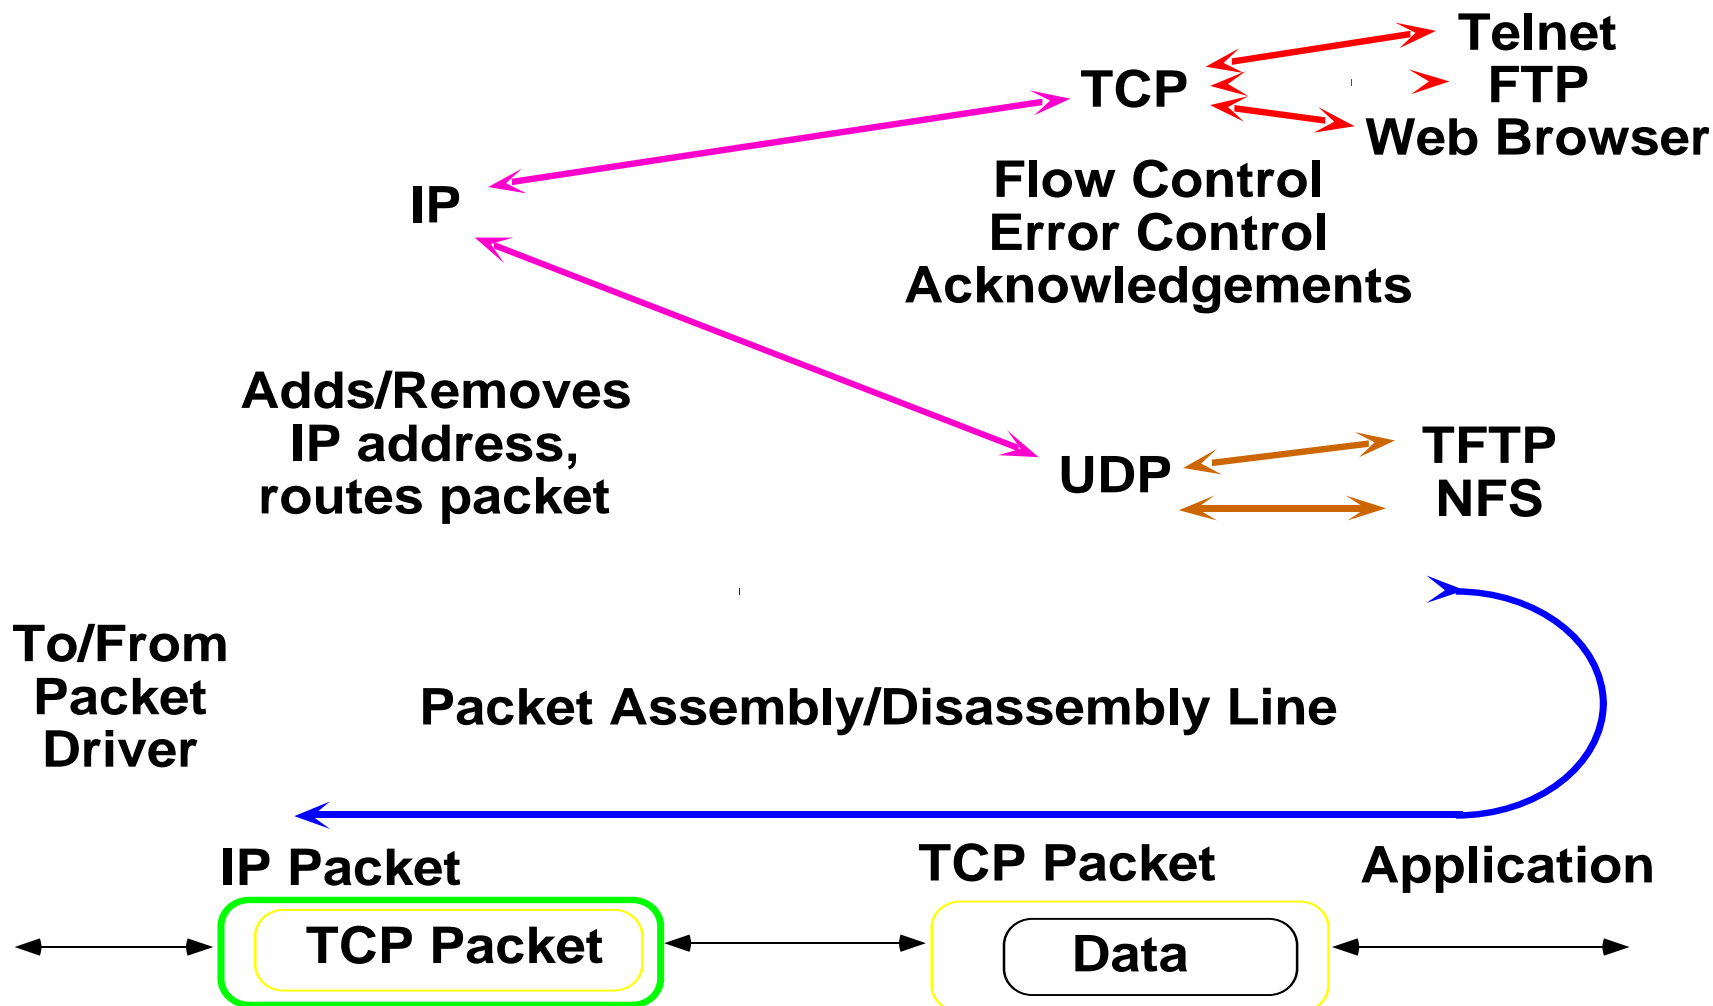 Telnet
TCP
FTP
Web Browser
IP
Flow Control
Error Control
Acknowledgements
Adds/Removes
IP address,
routes packet
UDP
TFTP
NFS
To/From
Packet
Driver
Packet Assembly/Disassembly Line
IP Packet
TCP Packet
Application
TCP Packet
Data